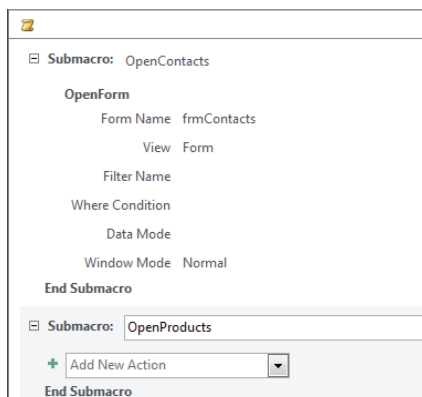 Submacro: OpenContacts
OpenForm
Form Name frmContacts
View Form
Filter Name
Where Condition
Data Mode
Window Mode Normal
End Submacro
Submacro: OpenProducts
Add New Action
End Submacro